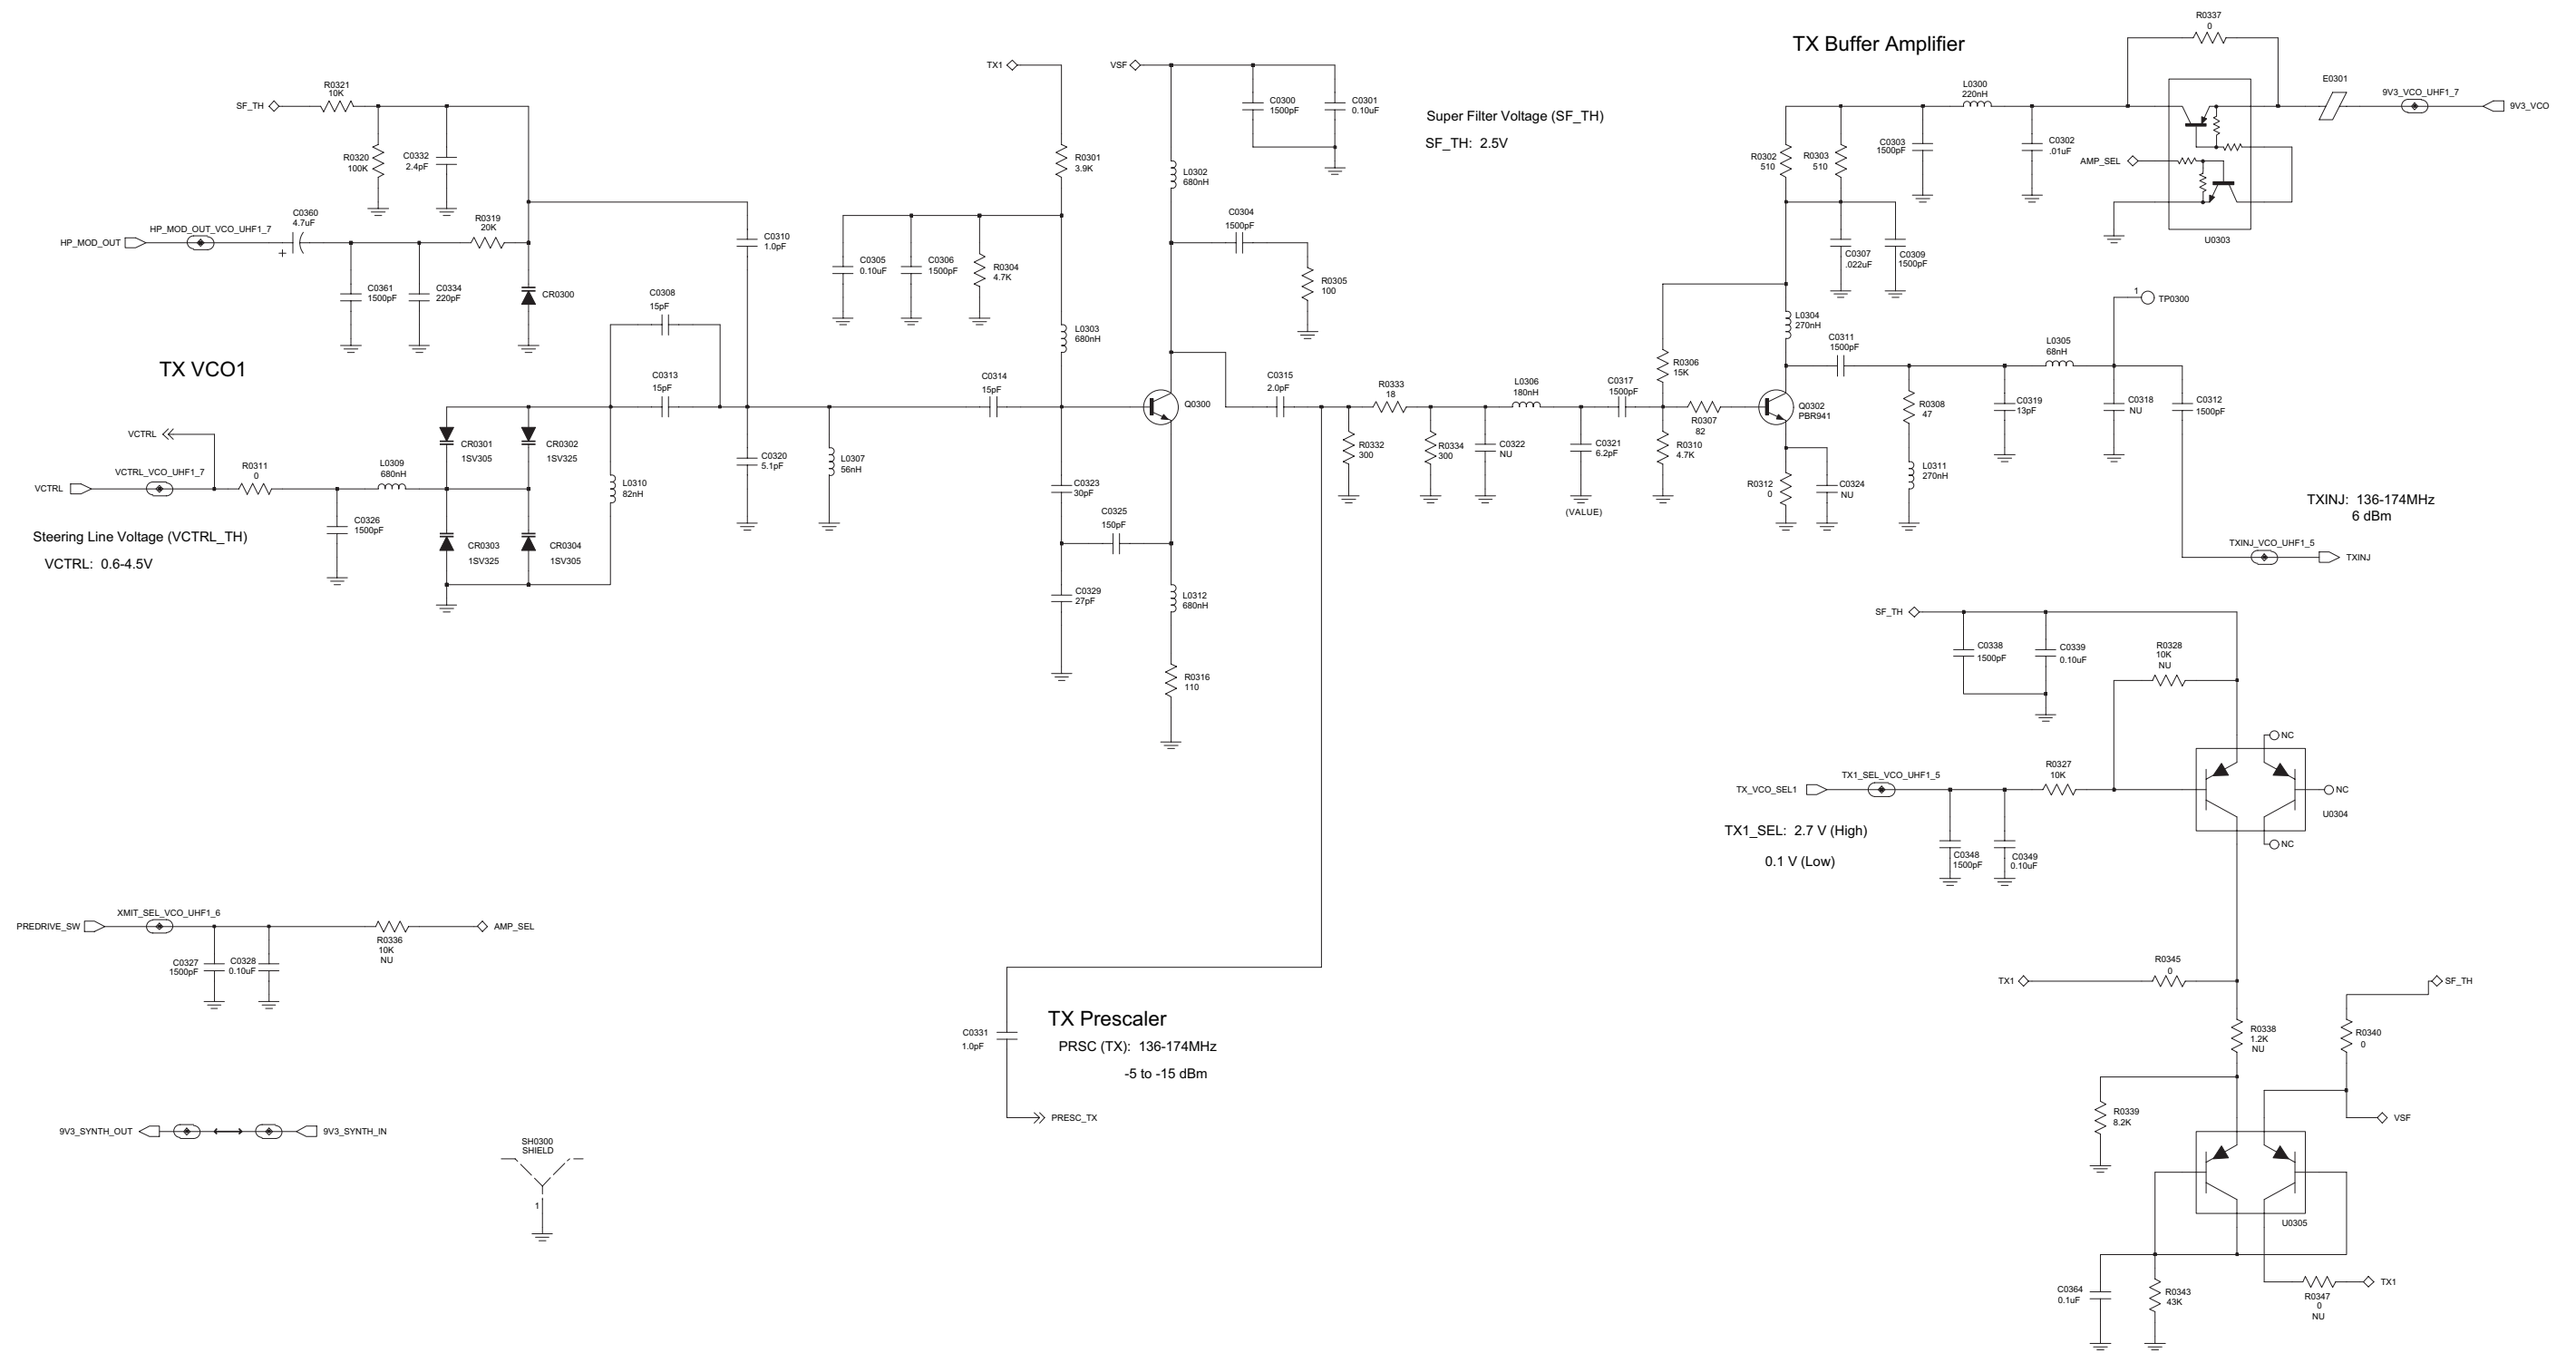 TX Buffer Amplifier
R0337
0
E0301
L0300
220nH
9V3_VCO_UHF1_7
9V3_VCO
TX1
VSF
C0300
1500pF
C0301
0.10uF
Super Filter Voltage (SF_TH)
SF_TH: 2.5V
R0321
10K
SF_TH
R0320
100K
C0332
2.4pF
R0301
3.9K
L0302
680nH
R0302
510
R0303
510
C0303
1500pF
C0302
.01uF
AMP_SEL
U0303
HP_MOD_OUT
HP_MOD_OUT_VCO_UHF1_7
C0360
4.7uF
+
R0319
20K
C0310
1.0pF
C0304
1500pF
C0305
0.10uF
C0306
1500pF
R0304
4.7K
R0305
100
C0307
.022uF
C0309
1500pF
C0361
1500pF
C0334
220pF
CR0300
C0308
15pF
L0303
680nH
L0304
270nH
C0311
1500pF
L0305
68nH
1
TP0300
TX VCO1
C0313
15pF
C0314
15pF
Q0300
C0315
2.0pF
R0333
18
L0306
180nH
C0317
1500pF
R0306
15K
R0307
82
Q0302
PBR941
R0308
47
C0319
13pF
C0318
NU
C0312
1500pF
VCTRL
VCTRL_VCO_UHF1_7
VCTRL
R0311
0
L0309
680nH
CR0301
1SV305
CR0302
1SV325
L0310
82nH
C0320
5.1pF
L0307
56nH
C0323
30pF
R0332
300
R0334
300
C0322
NU
C0321
6.2pF
(VALUE)
R0310
4.7K
R0312
0
C0324
NU
L0311
270nH
TXINJ: 136-174MHz
6 dBm
C0326
1500pF
Steering Line Voltage (VCTRL_TH)
VCTRL: 0.6-4.5V
CR0303
1SV325
CR0304
1SV305
C0325
150pF
TXINJ_VCO_UHF1_5
TXINJ
C0329
27pF
L0312
680nH
R0316
110
SF_TH
C0338
1500pF
C0339
0.10uF
R0328
10K
NU
NC
TX_VCO_SEL1
TX1_SEL_VCO_UHF1_5
R0327
10K
NC
U0304
NC
TX1_SEL: 2.7 V (High)
0.1 V (Low)
C0348
1500pF
C0349
0.10uF
PREDRIVE_SW
XMIT_SEL_VCO_UHF1_6
R0336
10K
NU
AMP_SEL
C0327
1500pF
C0328
0.10uF
TX1
R0345
0
SF_TH
C0331
1.0pF
TX Prescaler
PRSC (TX): 136-174MHz
-5 to -15 dBm
PRESC_TX
R0338
1.2K
NU
R0340
0
R0339
8.2K
VSF
U0305
9V3_SYNTH_OUT
9V3_SYNTH_IN
SH0300
SHIELD
1
C0364
0.1uF
R0343
43K
R0347
0
NU
TX1